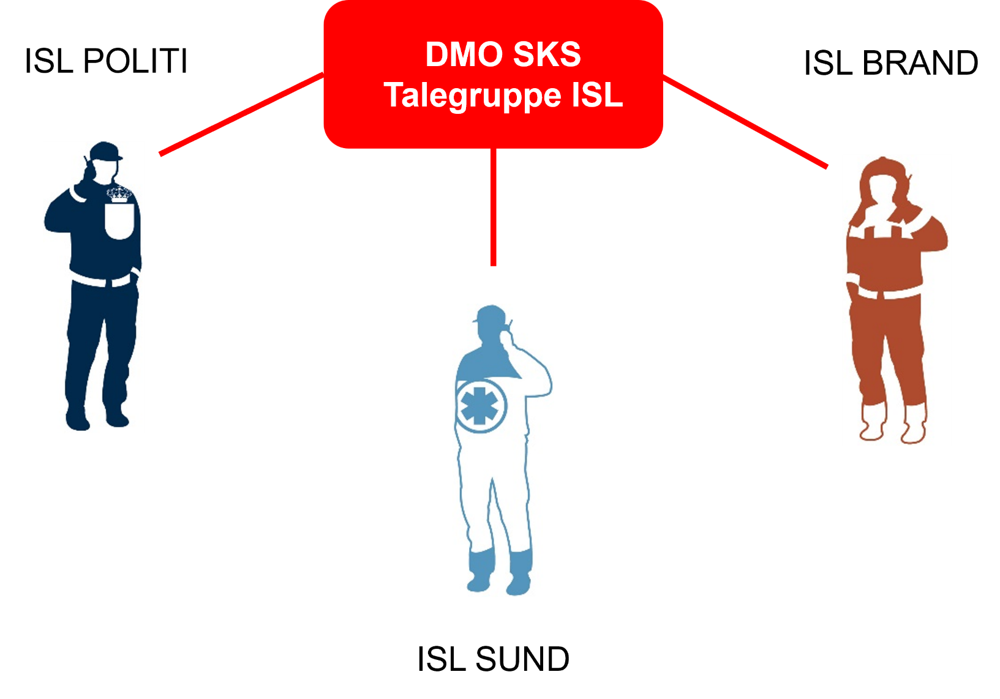 ISL POLITI
DMO SKS
Talegruppe ISL
ISL BRAND
ISL SUND